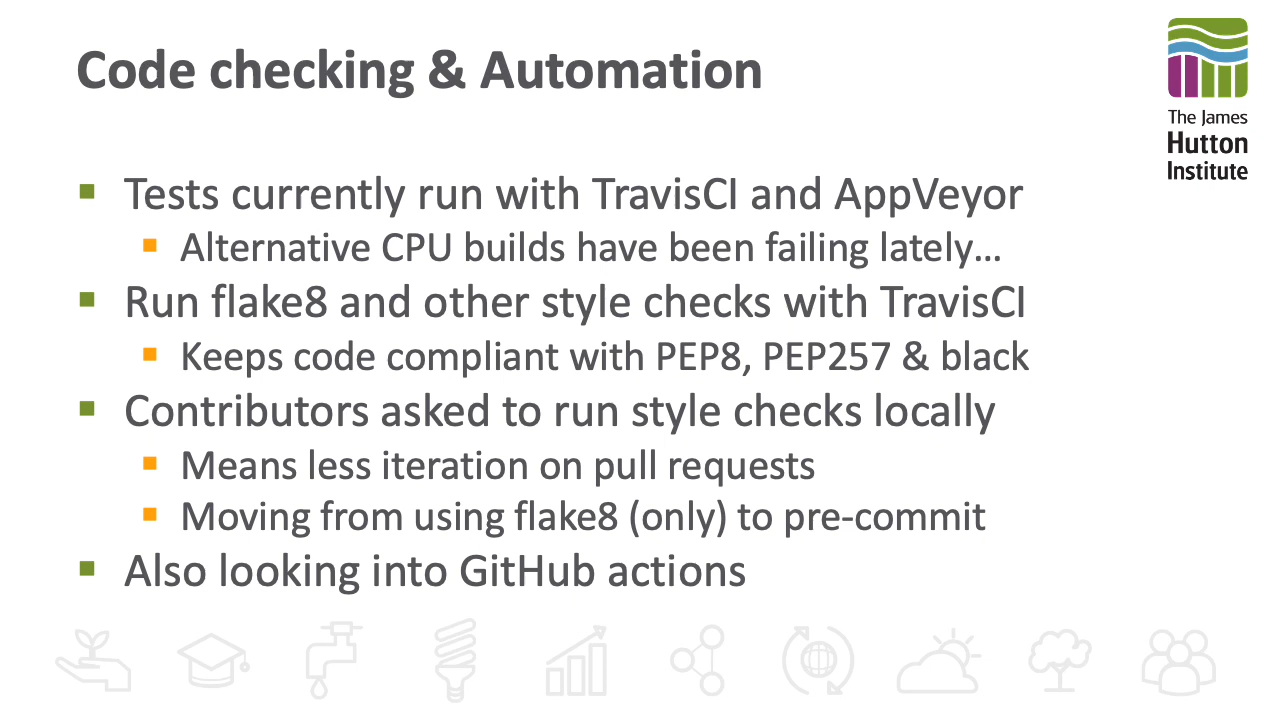 Code checking & Automation
The James
Hutton
Institute
Tests currently run with TravisCI and AppVeyor
Alternative CPU builds have been failing lately…
Run flake8 and other style checks with TravisCI
Keeps code compliant with PEP8, PEP257 & black
Contributors asked to run style checks locally
Means less iteration on pull requests
Moving from using flake8 (only) to pre-commit
Also looking into GitHub actions